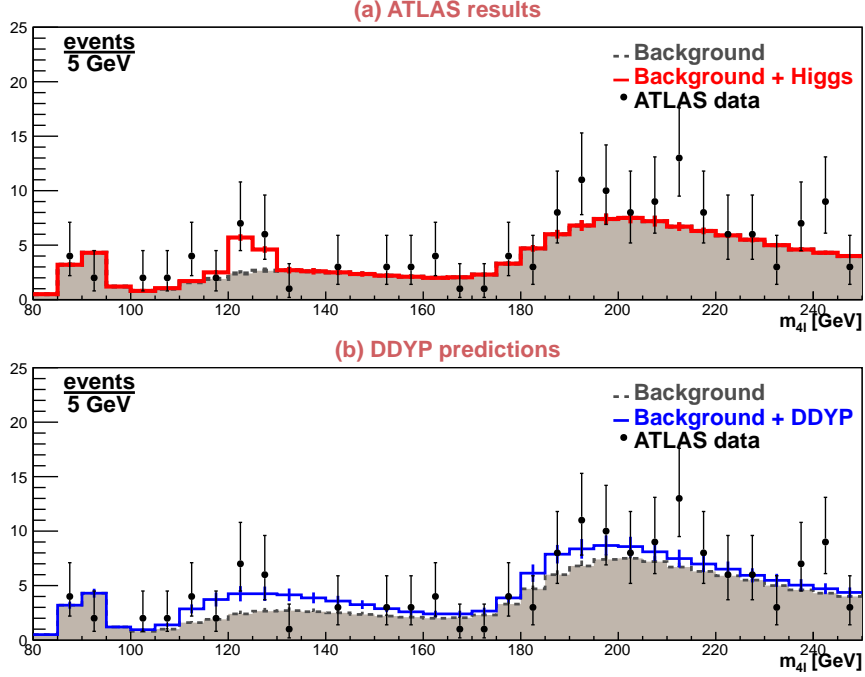 (a) ATLAS results
events
5 GeV
Background
Background + Higgs
ATLAS data
25
20
15
10
5
0
80 100 120 140 160 180 200 220 240
m4l [GeV]
(b) DDYP predictions
events
5 GeV
Background
Background + DDYP
ATLAS data
25
20
15
10
5
0
80 100 120 140 160 180 200 220 240
m4l [GeV]